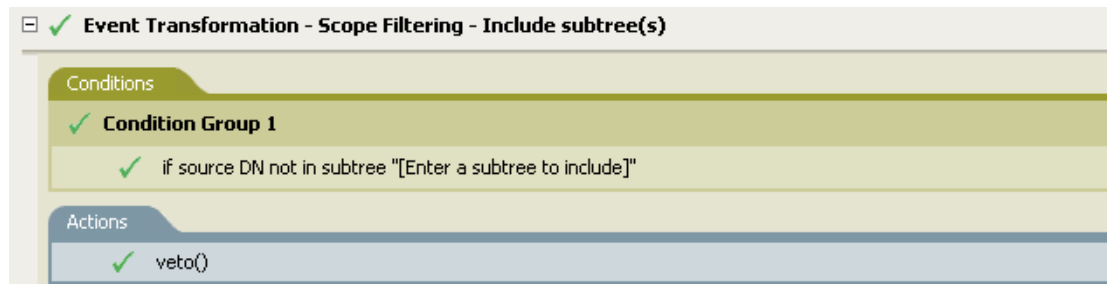 Event Transformation - Scope Filtering - Include subtree(s)
Conditions
Condition Group 1
if source DN not in subtree "[Enter a subtree to include]"
Actions
veto()